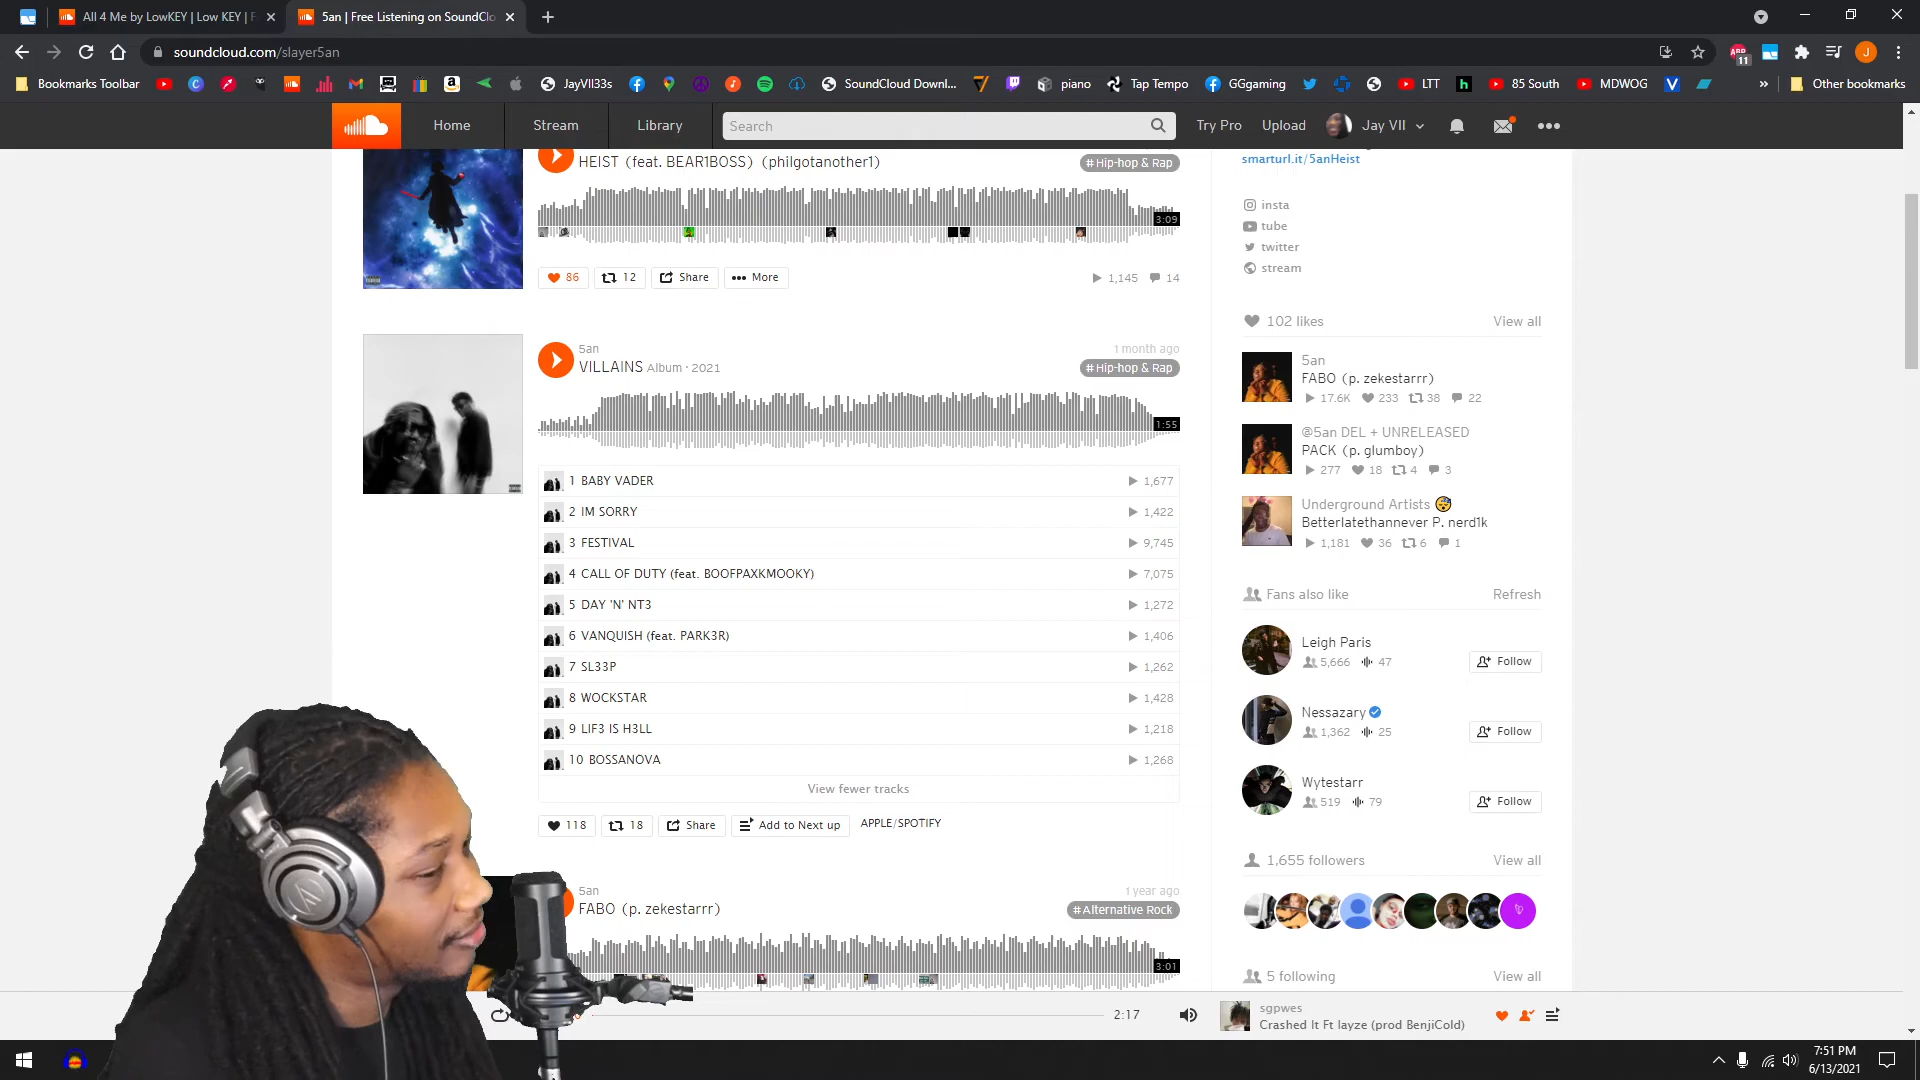 All 4 Me by LowKEY | Low KEY | F
5an | Free Listening on SoundClo
soundcloud.com/slayer5an
11
J
Bookmarks Toolbar
JayVII33s
SoundCloud Downl...
piano
Tap Tempo
GGgaming
LTT
85 South
MDWOG
Other bookmarks
Home
Stream
Library
Search
Try Pro
Upload
Jay VII
HEIST (feat. BEAR1BOSS) (philgotanother1)
# Hip-hop & Rap
3:09
86
12
Share
More
1,145
14
5an
1 month ago
VILLAINS Album · 2021
# Hip-hop & Rap
1:55
1 BABY VADER 1,677
2 IM SORRY 1,422
3 FESTIVAL 9,745
4 CALL OF DUTY (feat. BOOFPAXKMOOKY) 7,075
5 DAY 'N' NT3 1,272
6 VANQUISH (feat. PARK3R) 1,406
7 SL33P 1,262
8 WOCKSTAR 1,428
9 LIF3 IS H3LL 1,218
10 BOSSANOVA 1,268
View fewer tracks
118
18
Share
Add to Next up
APPLE/SPOTIFY
5an
1 year ago
FABO (p. zekestarrr)
# Alternative Rock
3:01
smarturl.it/5anHeist
insta
tube
twitter
stream
102 likes
View all
5an
FABO (p. zekestarrr)
17.6K 233 38 22
@5an DEL + UNRELEASED
PACK (p. glumboy)
277 18 4 3
Underground Artists 😴
Betterlatethannever P. nerd1k
1,181 36 6 1
Fans also like
Refresh
Leigh Paris
5,666 47
Follow
Nessazary
1,362 25
Follow
Wytestarr
519 79
Follow
1,655 followers
View all
5 following
View all
2:17
sgpwes
Crashed It Ft layze (prod BenjiCold)
7:51 PM
6/13/2021